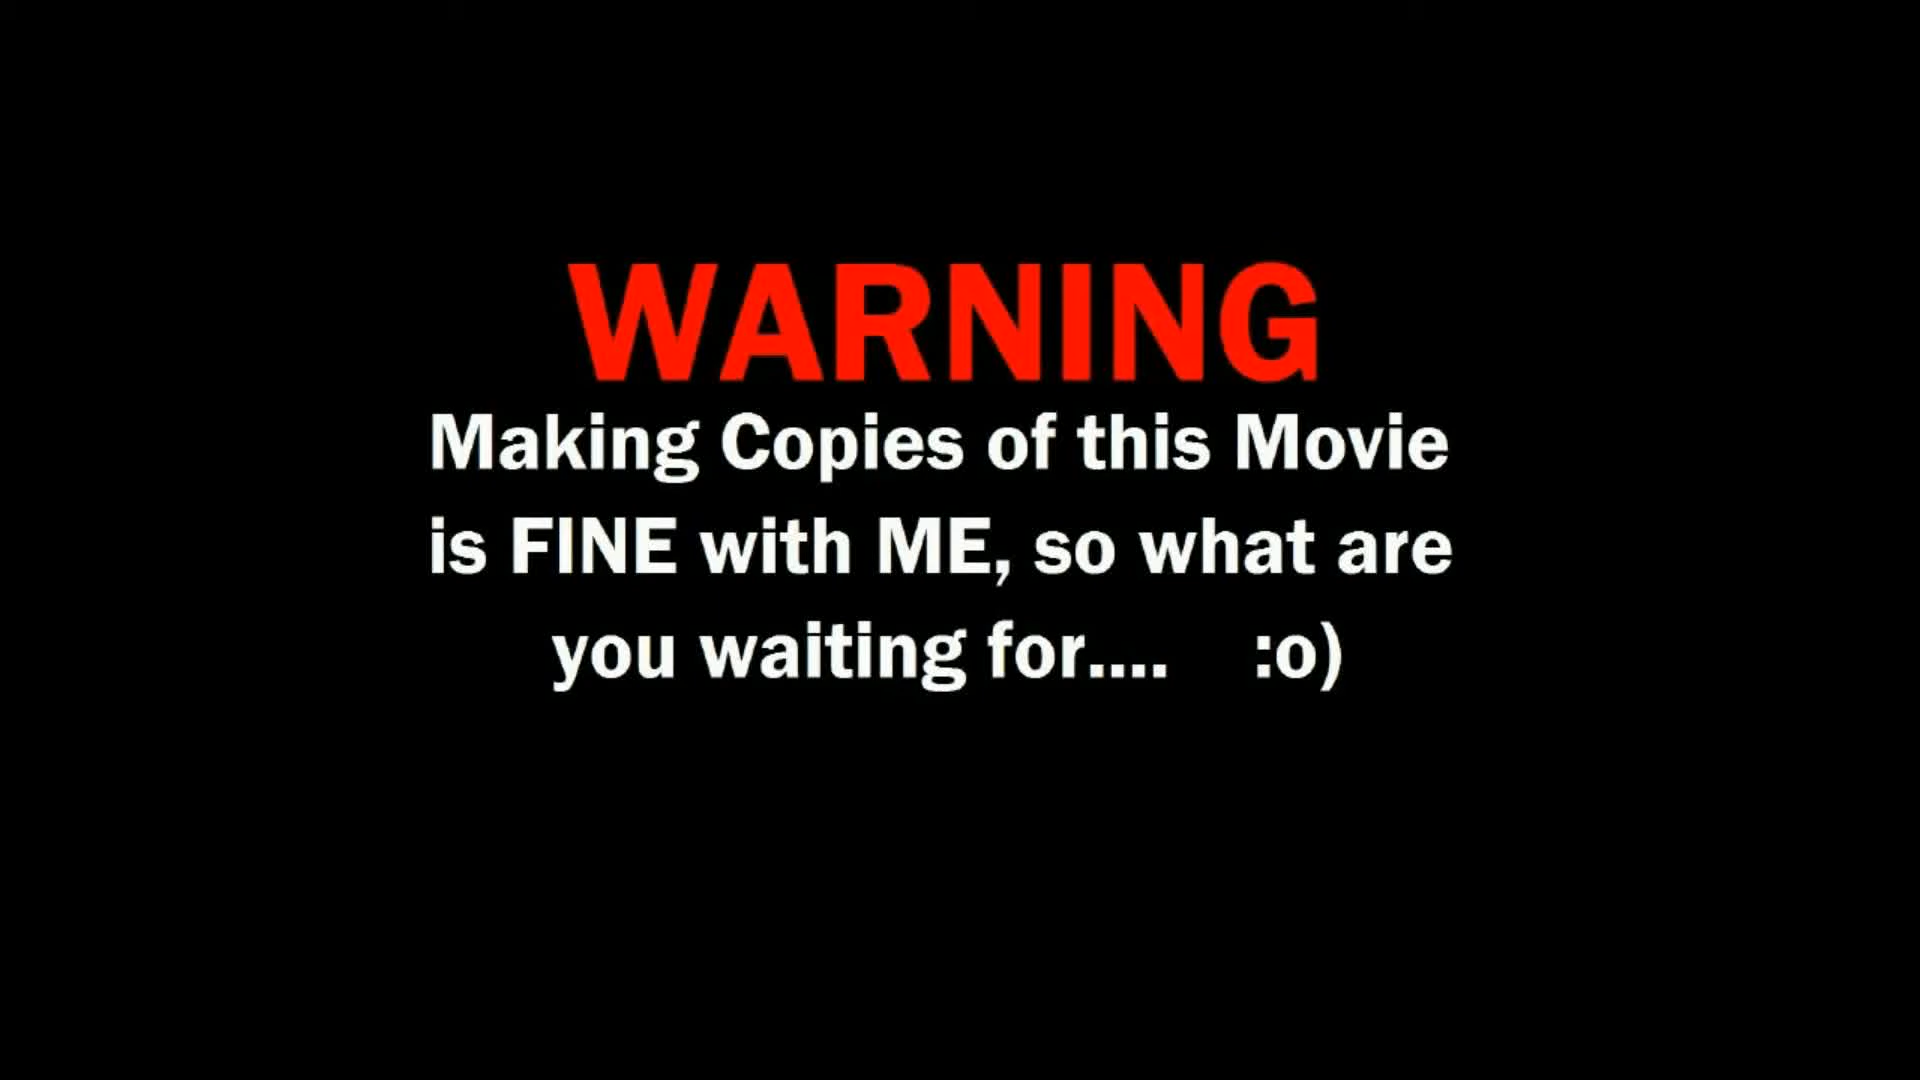 WARNING
Making Copies of this Movie
is FINE with ME, so what are
you waiting for.... :o)